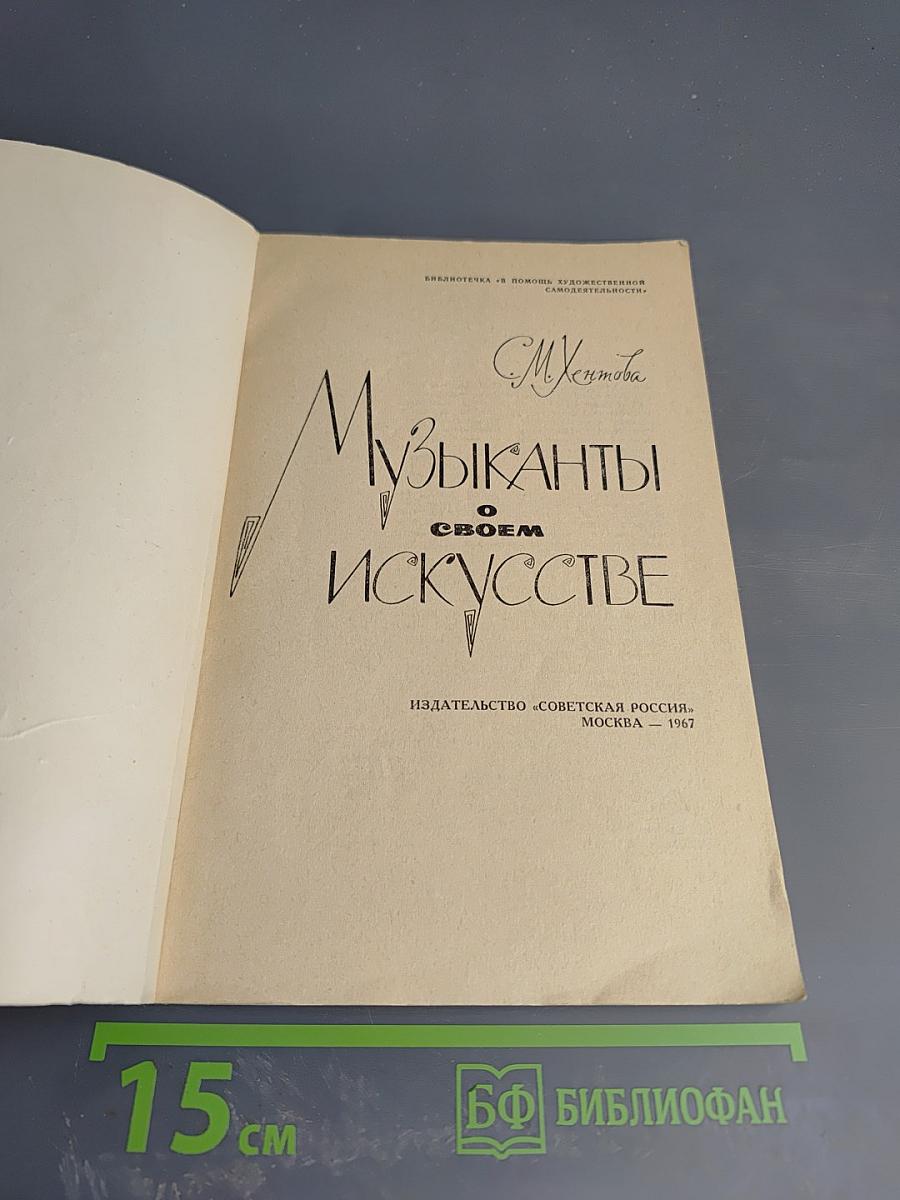 БИБЛИОТЕЧКА «В ПОМОЩЬ ХУДОЖЕСТВЕННОЙ
САМОДЕЯТЕЛЬНОСТИ»
С.М.Хентова
МУЗЫКАНТЫ
О
СВОЕМ
ИСКУССТВЕ
ИЗДАТЕЛЬСТВО «СОВЕТСКАЯ РОССИЯ»
МОСКВА — 1967
15 см
БФ БИБЛИОФАН